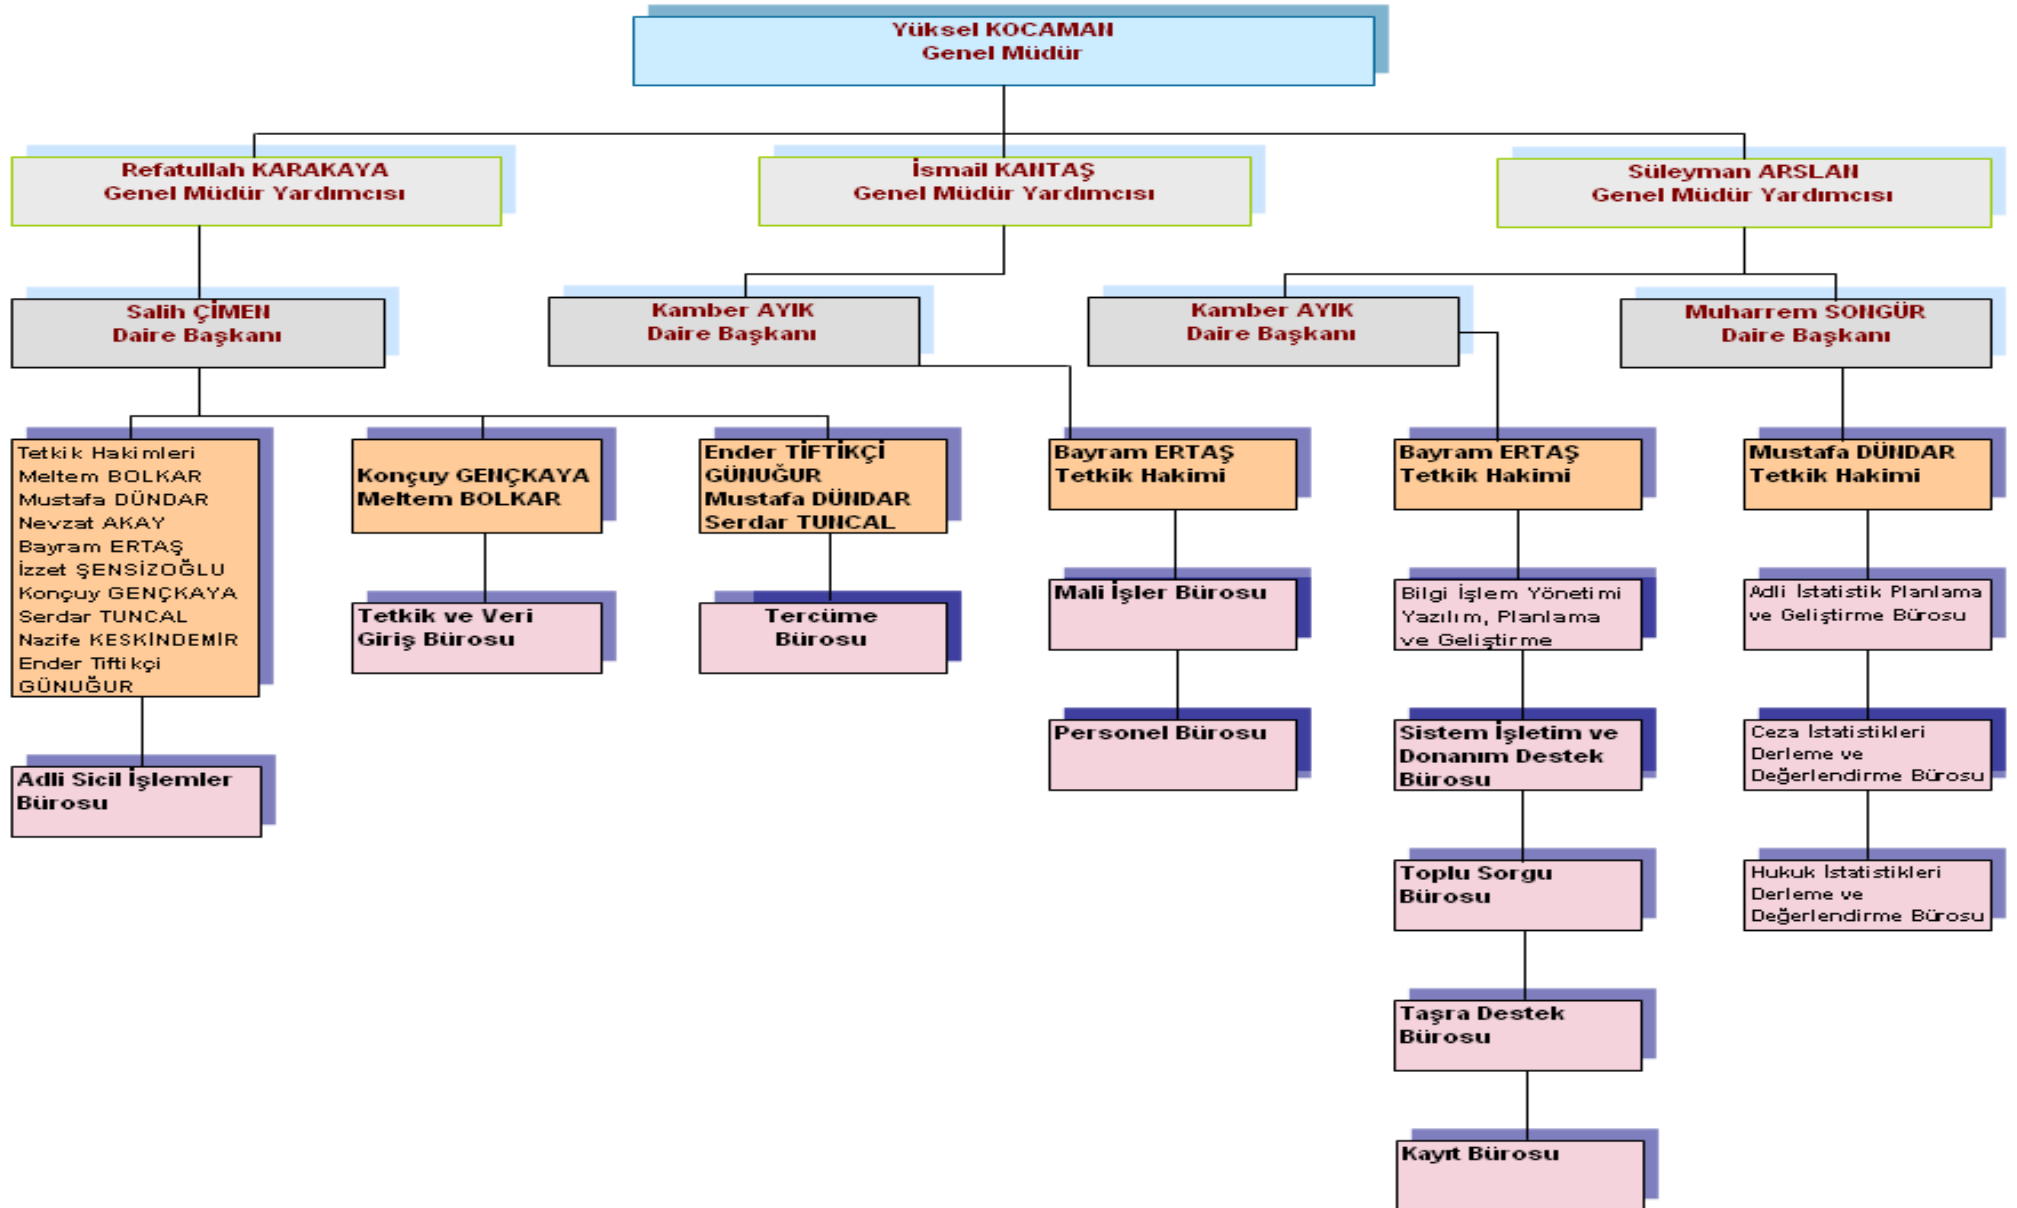 Yüksel KOCAMAN
Genel Müdür
Refatullah KARAKAYA
Genel Müdür Yardımcısı
İsmail KANTAŞ
Genel Müdür Yardımcısı
Süleyman ARSLAN
Genel Müdür Yardımcısı
Salih ÇİMEN
Daire Başkanı
Kamber AYIK
Daire Başkanı
Kamber AYIK
Daire Başkanı
Muharrem SONGÜR
Daire Başkanı
Tetkik Hakimleri
Meltem BOLKAR
Mustafa DÜNDAR
Nevzat AKAY
Bayram ERTAŞ
İzzet ŞENSİZOĞLU
Konçuy GENÇKAYA
Serdar TUNCAL
Nazife KESKİNDEMİR
Ender Tiftikçi
GÜNUĞUR
Konçuy GENÇKAYA
Meltem BOLKAR
Ender TİFTİKÇİ
GÜNUĞUR
Mustafa DÜNDAR
Serdar TUNCAL
Bayram ERTAŞ
Tetkik Hakimi
Bayram ERTAŞ
Tetkik Hakimi
Mustafa DÜNDAR
Tetkik Hakimi
Adli Sicil İşlemler
Bürosu
Tetkik ve Veri
Giriş Bürosu
Tercüme
Bürosu
Mali İşler Bürosu
Personel Bürosu
Bilgi İşlem Yönetimi
Yazılım, Planlama
ve Geliştirme
Sistem İşletim ve
Donanım Destek
Bürosu
Toplu Sorgu
Bürosu
Taşra Destek
Bürosu
Kayıt Bürosu
Adli İstatistik Planlama
ve Geliştirme Bürosu
Ceza İstatistikleri
Derleme ve
Değerlendirme Bürosu
Hukuk İstatistikleri
Derleme ve
Değerlendirme Bürosu